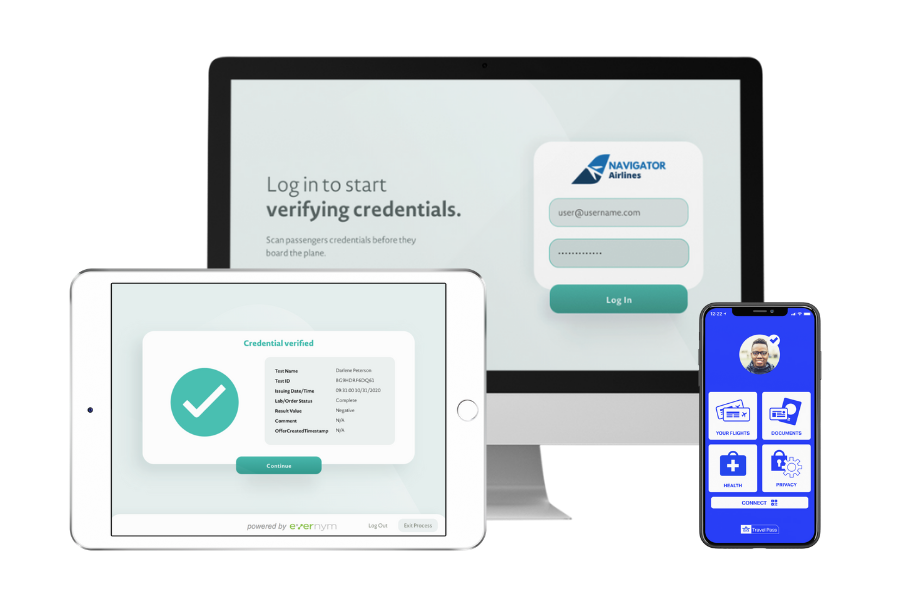 NAVIGATOR
Airlines
Log in to start
verifying credentials.
Scan passengers credentials before they
board the plane.
user@username.com
Log In
Credential verified
Test Name Darlene Peterson
Test ID
Issuing Date/Time 09:31:00 10/31/2020
Lab/Order Status Complete
Result Value Negative
Comment N/A
OfferCreatedTimestamp N/A
Continue
powered by evernym
Log Out
Exit Process
12:22
YOUR FLIGHTS
DOCUMENTS
HEALTH
PRIVACY
CONNECT
Travel Pass